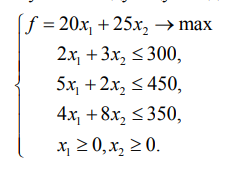 f = 20x₁ + 25x₂ → max
2x₁ + 3x₂ ≤ 300,
5x₁ + 2x₂ ≤ 450,
4x₁ + 8x₂ ≤ 350,
x₁ ≥ 0, x₂ ≥ 0.